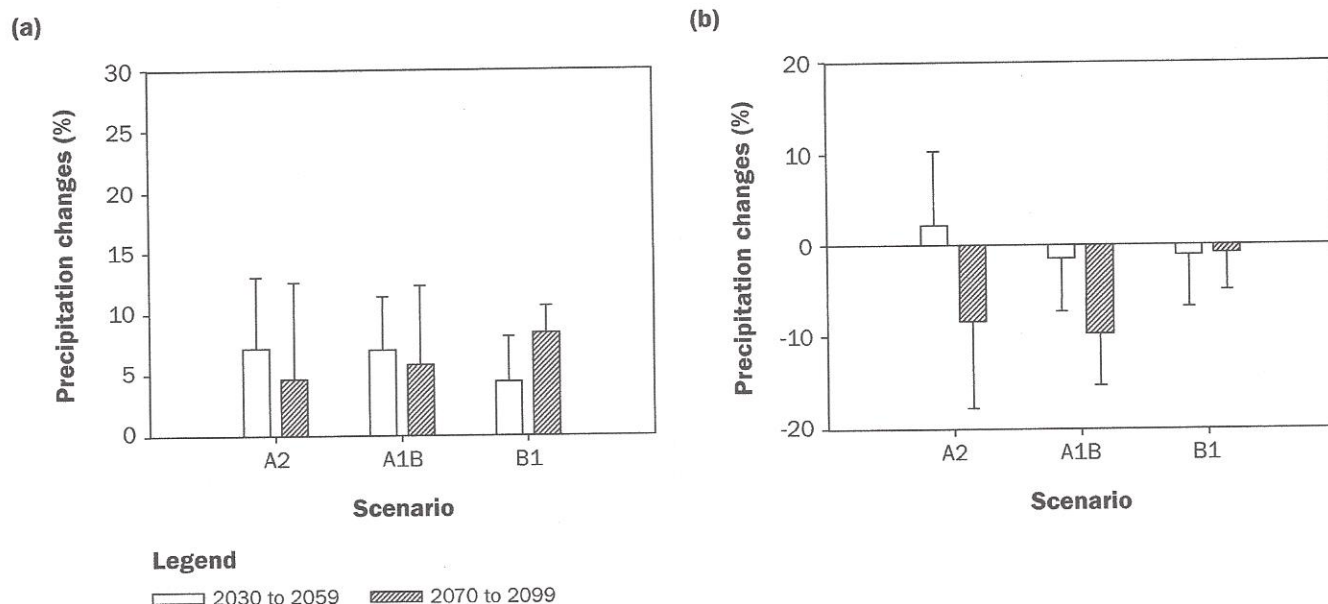 (a)
Precipitation changes (%)
30
25
20
15
10
5
0
A2 A1B B1
Scenario
Legend
2030 to 2059 2070 to 2099
(b)
Precipitation changes (%)
20
10
0
-10
-20
A2 A1B B1
Scenario